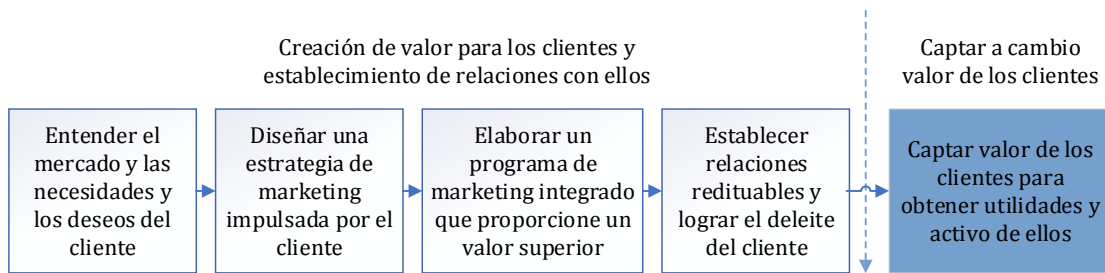 Creación de valor para los clientes y
establecimiento de relaciones con ellos
Captar a cambio
valor de los clientes
Entender el
mercado y las
necesidades y
los deseos del
cliente
Diseñar una
estrategia de
marketing
impulsada por el
cliente
Elaborar un
programa de
marketing integrado
que proporcione un
valor superior
Establecer
relaciones
redituables y
lograr el deleite
del cliente
Captar valor de los
clientes para
obtener utilidades y
activo de ellos